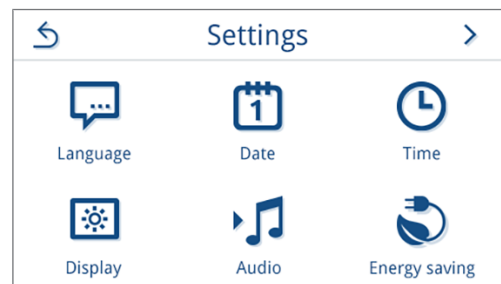 Settings
... 
Language
1
Date
Time
Display
Audio
Energy saving